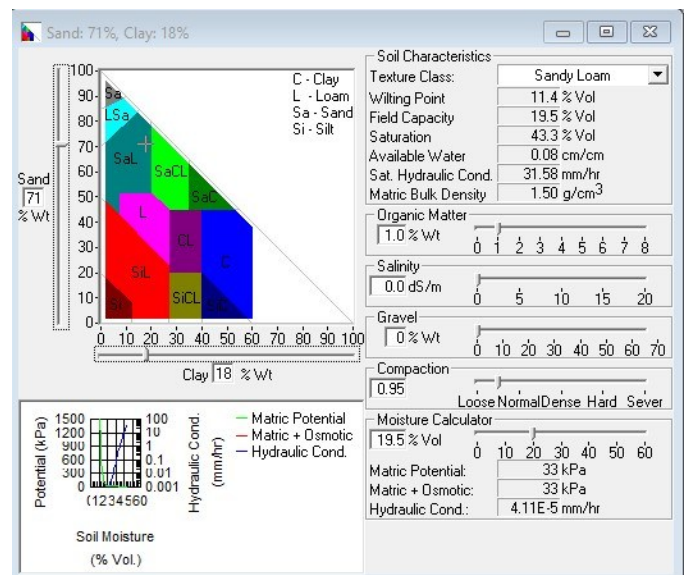 Sand: 71%, Clay: 18%
100
90
80
70
60
50
40
30
20
10
0
Sand
71
% Wt
C - Clay
L - Loam
Sa - Sand
Si - Silt
Sa
LSa
SaL
SaCL
SaC
L
CL
C
SiL
SiCL
SiC
Si
0 10 20 30 40 50 60 70 80 90 100
Clay 18 % Wt
Potential (kPa)
1500
1200
900
600
300
0
100
10
1
0.1
0.01
0.001
Hydraulic Cond.
(mm/hr)
(1234560
Soil Moisture
(% Vol.)
Matric Potential
Matric + Osmotic
Hydraulic Cond.
Soil Characteristics
Texture Class: Sandy Loam
Wilting Point 11.4 % Vol
Field Capacity 19.5 % Vol
Saturation 43.3 % Vol
Available Water 0.08 cm/cm
Sat. Hydraulic Cond. 31.58 mm/hr
Matric Bulk Density 1.50 g/cm3
Organic Matter
1.0 % Wt
0 1 2 3 4 5 6 7 8
Salinity
0.0 dS/m
0 5 10 15 20
Gravel
0 % Wt
0 10 20 30 40 50 60 70
Compaction
0.95
Loose Normal Dense Hard Sever
Moisture Calculator
19.5 % Vol
0 10 20 30 40 50 60
Matric Potential: 33 kPa
Matric + Osmotic: 33 kPa
Hydraulic Cond.: 4.11E-5 mm/hr